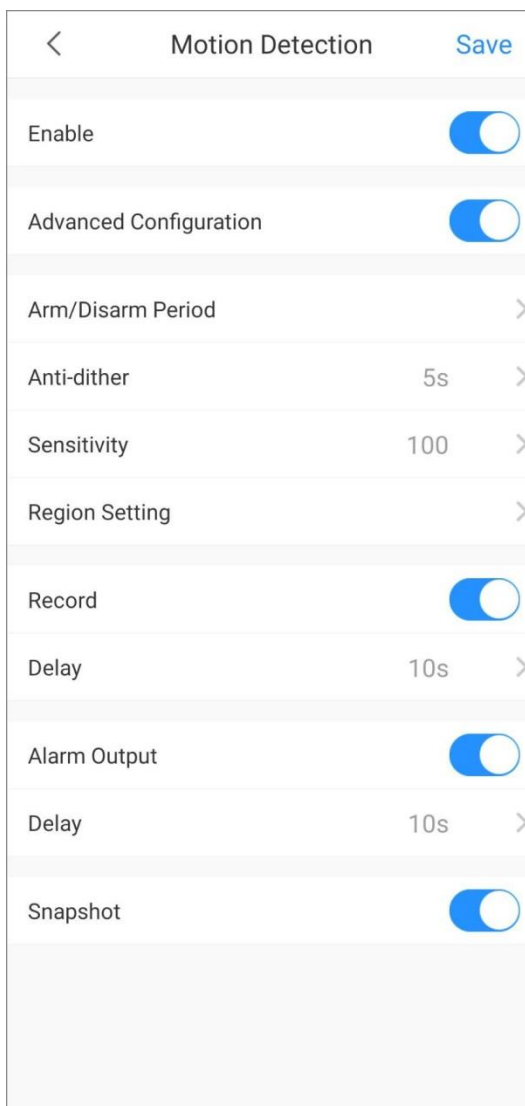 Motion Detection Save
Enable
Advanced Configuration
Arm/Disarm Period
Anti-dither 5s
Sensitivity 100
Region Setting
Record
Delay 10s
Alarm Output
Delay 10s
Snapshot